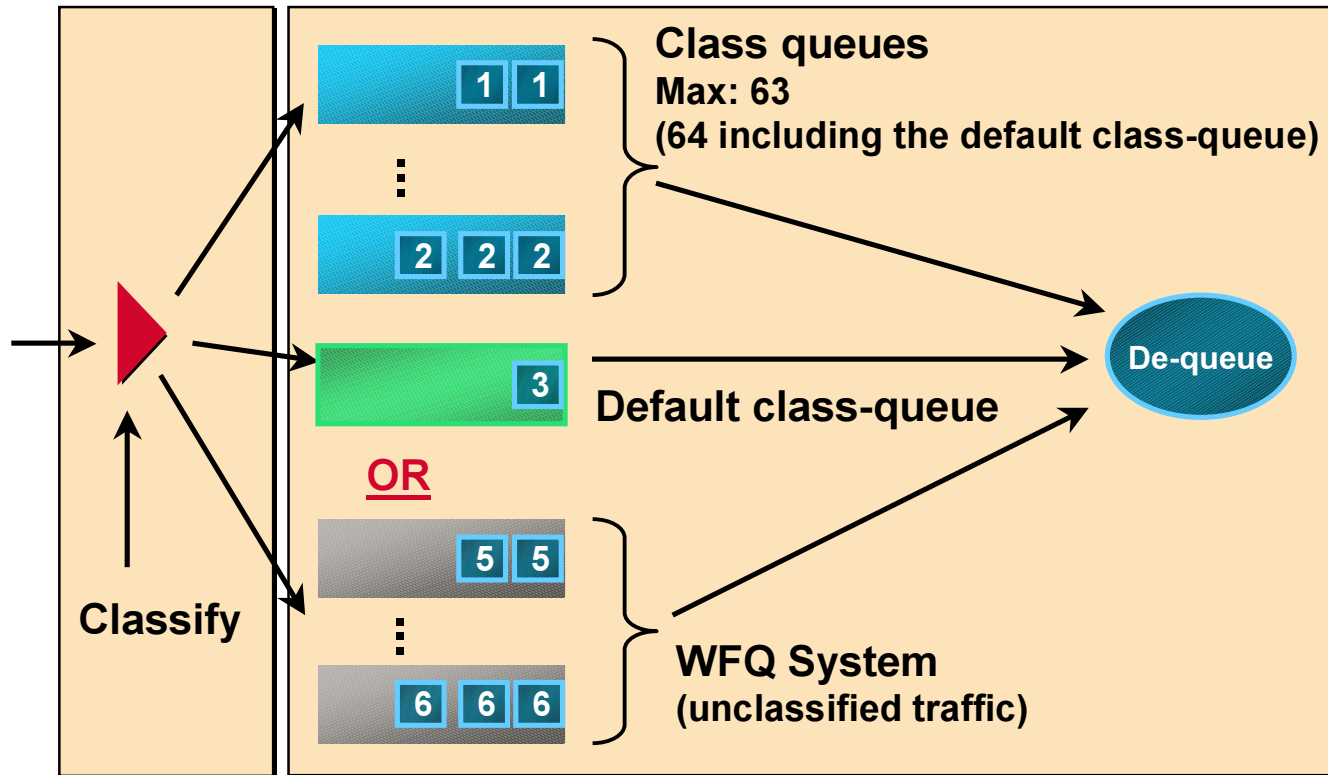 1 1
Class queues
Max: 63
(64 including the default class-queue)
2 2 2
3
De-queue
Default class-queue
OR
5 5
Classify
6 6 6
WFQ System
(unclassified traffic)